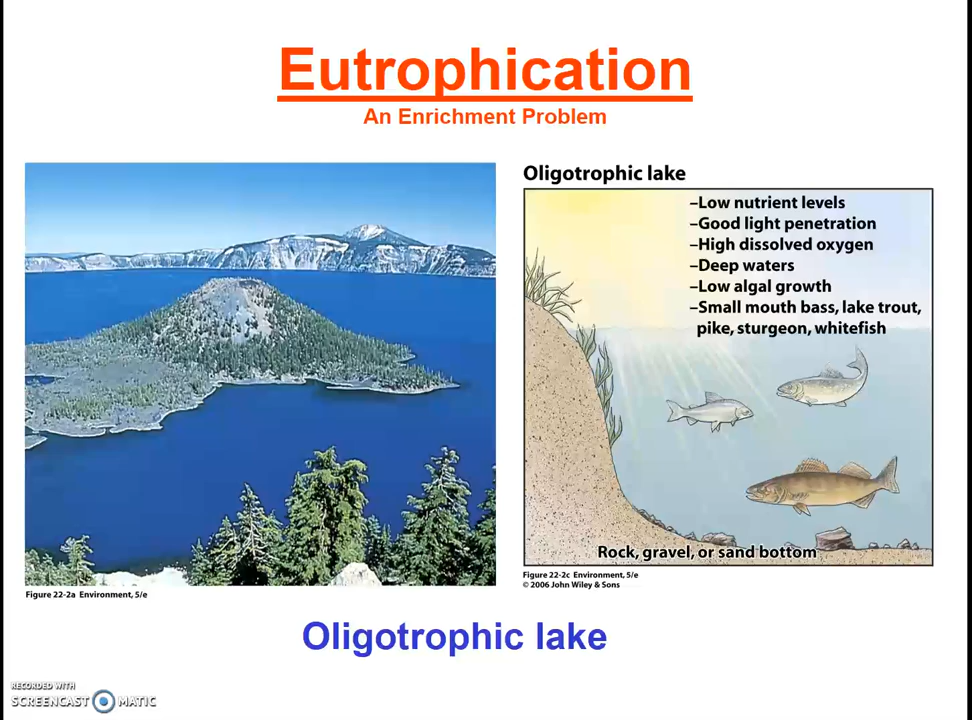 Eutrophication
An Enrichment Problem
Oligotrophic lake
–Low nutrient levels
–Good light penetration
–High dissolved oxygen
–Deep waters
–Low algal growth
–Small mouth bass, lake trout,
pike, sturgeon, whitefish
Rock, gravel, or sand bottom
Figure 22-2a Environment, 5/e
Figure 22-2c Environment, 5/e
© 2006 John Wiley & Sons
Oligotrophic lake
RECORDED WITH
SCREENCAST MATIC